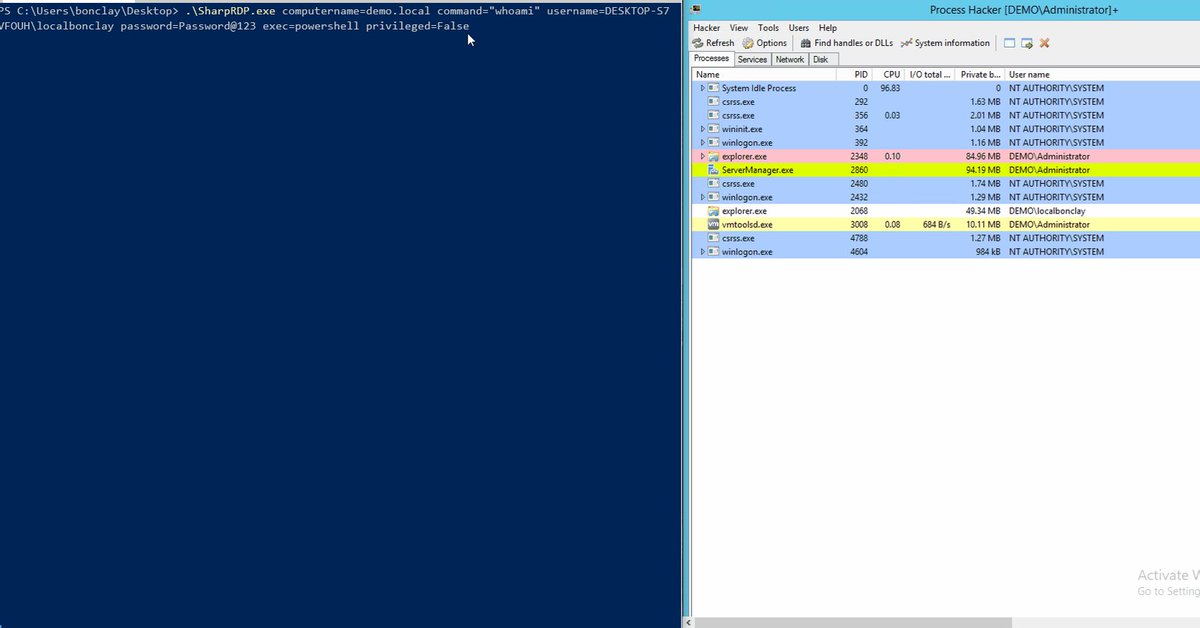 PS C:\Users\bonclay\Desktop> .\SharpRDP.exe computername=demo.local command="whoami" username=DESKTOP-S7
VFOUH\localbonclay password=Password@123 exec=powershell privileged=False
Process Hacker [DEMO\Administrator]+
Hacker View Tools Users Help
Refresh Options Find handles or DLLs System information
Processes Services Network Disk
Name PID CPU I/O total ... Private b... User name
System Idle Process 0 96.83 0 NT AUTHORITY\SYSTEM
csrss.exe 292 1.63 MB NT AUTHORITY\SYSTEM
csrss.exe 356 0.03 2.01 MB NT AUTHORITY\SYSTEM
wininit.exe 364 1.04 MB NT AUTHORITY\SYSTEM
winlogon.exe 392 1.16 MB NT AUTHORITY\SYSTEM
explorer.exe 2348 0.10 84.96 MB DEMO\Administrator
ServerManager.exe 2860 94.19 MB DEMO\Administrator
csrss.exe 2480 1.74 MB NT AUTHORITY\SYSTEM
winlogon.exe 2432 1.29 MB NT AUTHORITY\SYSTEM
explorer.exe 2068 49.34 MB DEMO\localbonclay
vmtoolsd.exe 3008 0.08 684 B/s 10.11 MB DEMO\Administrator
csrss.exe 4788 1.27 MB NT AUTHORITY\SYSTEM
winlogon.exe 4604 984 kB NT AUTHORITY\SYSTEM
Activate W
Go to Setting